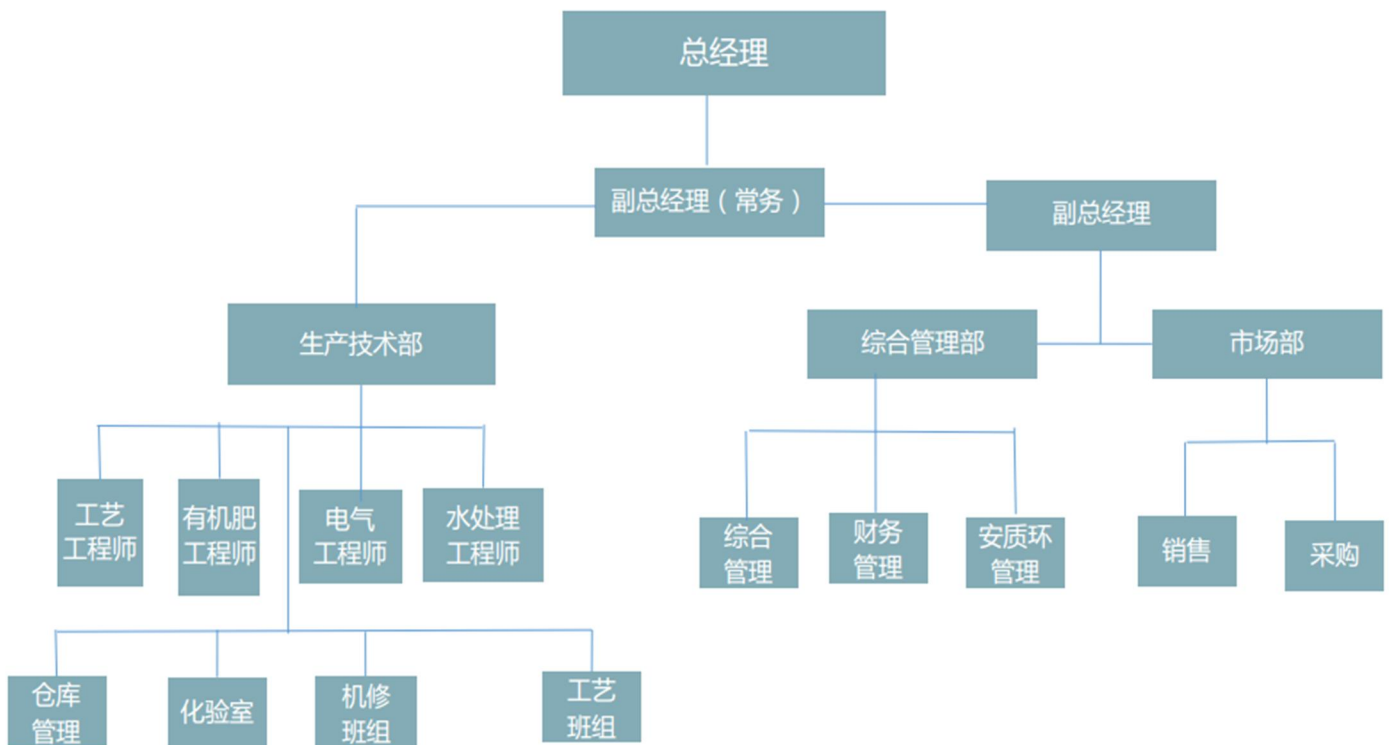 总经理
副总经理（常务）
副总经理
生产技术部
综合管理部
市场部
工艺
工程师
有机肥
工程师
电气
工程师
水处理
工程师
综合
管理
财务
管理
安质环
管理
销售
采购
仓库
管理
化验室
机修
班组
工艺
班组